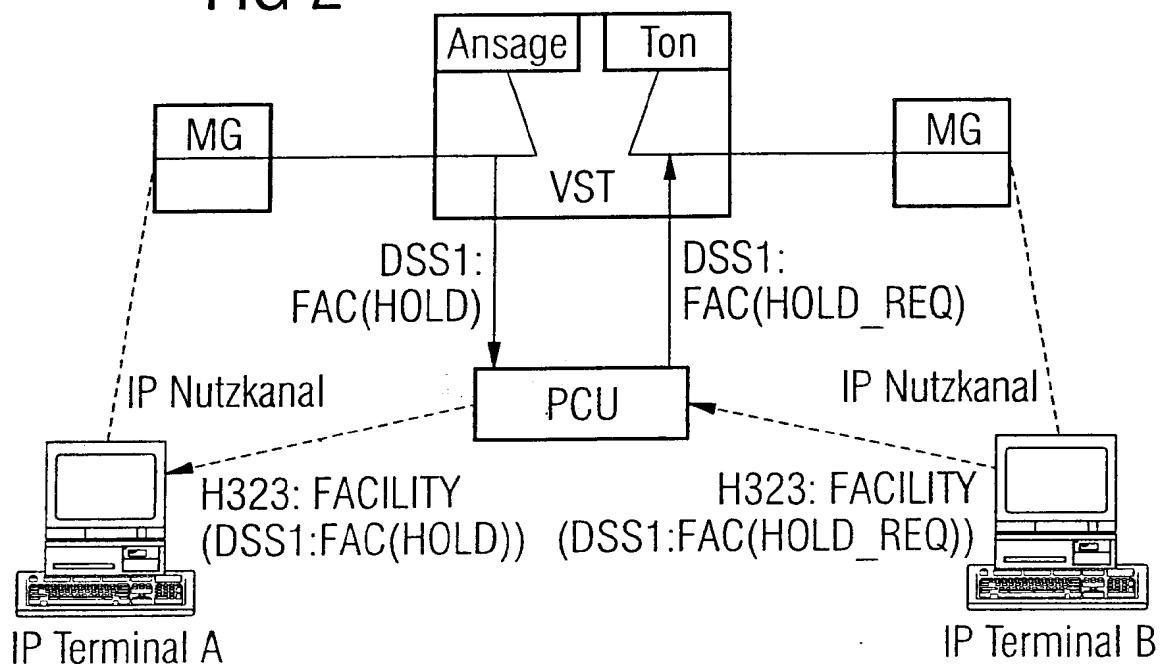 FIG 2
Ansage
Ton
MG
MG
VST
DSS1:
FAC(HOLD)
DSS1:
FAC(HOLD_REQ)
IP Nutzkanal
PCU
IP Nutzkanal
H323: FACILITY
(DSS1:FAC(HOLD))
H323: FACILITY
(DSS1:FAC(HOLD_REQ))
IP Terminal A
IP Terminal B